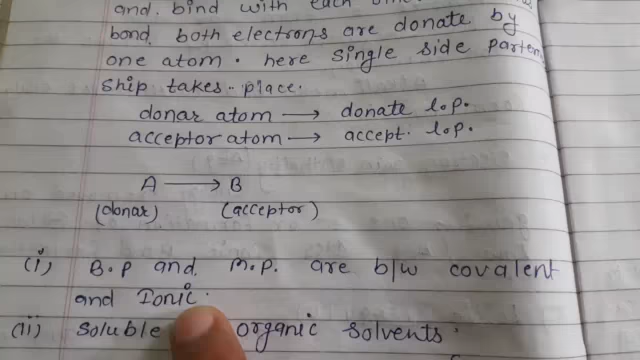 and. bind with each
bond. both electrons are donate by
one atom. here single side parten
ship takes.. place.
donar atom → donate l.p.
acceptor atom → accept. l.p.
A → B
(donar) (acceptor)
(i) B.P and. M.P. are b/w covalent
and Ionic.
(ii) Soluble organic solvents.